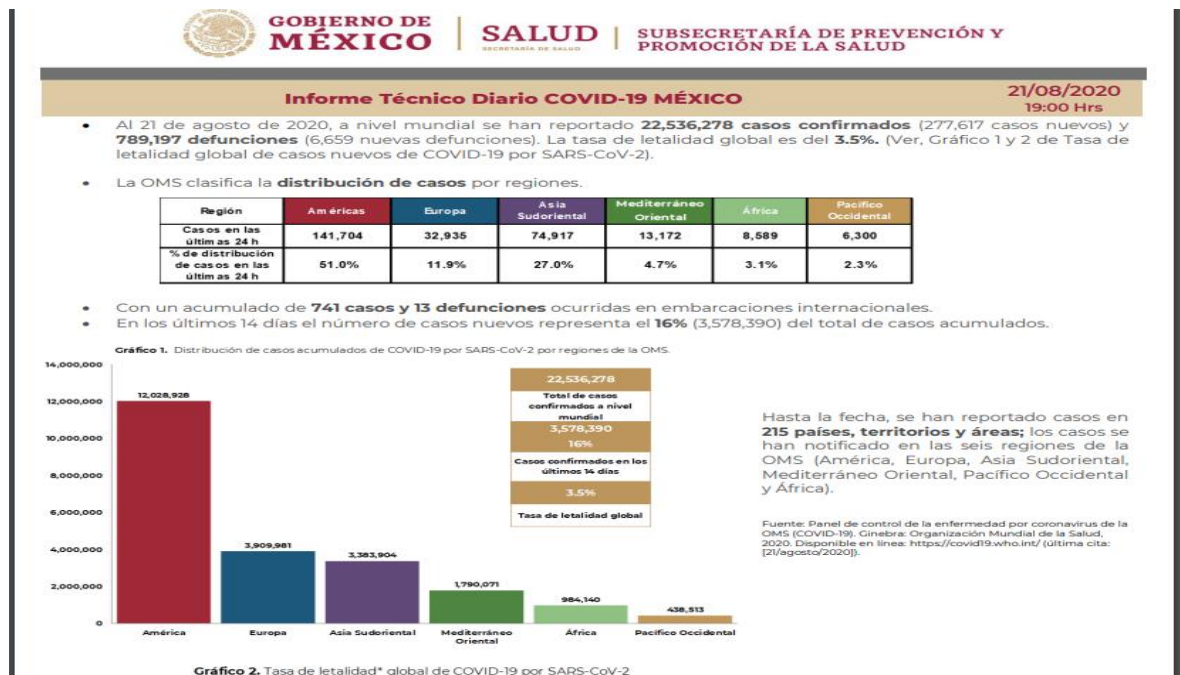 GOBIERNO DE
MÉXICO
SALUD
SECRETARÍA DE SALUD
SUBSECRETARÍA DE PREVENCIÓN Y
PROMOCIÓN DE LA SALUD
Informe Técnico Diario COVID-19 MÉXICO
21/08/2020
19:00 Hrs
• Al 21 de agosto de 2020, a nivel mundial se han reportado 22,536,278 casos confirmados (277,617 casos nuevos) y
789,197 defunciones (6,659 nuevas defunciones). La tasa de letalidad global es del 3.5%. (Ver, Gráfico 1 y 2 de Tasa de
letalidad global de casos nuevos de COVID-19 por SARS-CoV-2).
• La OMS clasifica la distribución de casos por regiones.
Región Américas Europa Asia Sudoriental Mediterráneo Oriental África Pacífico Occidental
Casos en las últimas 24 h 141,704 32,935 74,917 13,172 8,589 6,300
% de distribución de casos en las últimas 24 h 51.0% 11.9% 27.0% 4.7% 3.1% 2.3%
• Con un acumulado de 741 casos y 13 defunciones ocurridas en embarcaciones internacionales.
• En los últimos 14 días el número de casos nuevos representa el 16% (3,578,390) del total de casos acumulados.
Gráfico 1. Distribución de casos acumulados de COVID-19 por SARS-CoV-2 por regiones de la OMS.
14,000,000
12,000,000
10,000,000
8,000,000
6,000,000
4,000,000
2,000,000
0
12,028,928
3,909,981
3,383,904
1,790,071
984,140
438,513
América Europa Asia Sudoriental Mediterráneo Oriental África Pacífico Occidental
22,536,278
Total de casos
confirmados a nivel
mundial
3,578,390
16%
Casos confirmados en los
últimos 14 días
3.5%
Tasa de letalidad global
Hasta la fecha, se han reportado casos en
215 países, territorios y áreas; los casos se
han notificado en las seis regiones de la
OMS (América, Europa, Asia Sudoriental,
Mediterráneo Oriental, Pacífico Occidental
y África).
Fuente: Panel de control de la enfermedad por coronavirus de la
OMS (COVID-19). Ginebra: Organización Mundial de la Salud,
2020. Disponible en línea: https://covid19.who.int/ (última cita:
[21/agosto/2020]).
Gráfico 2. Tasa de letalidad* global de COVID-19 por SARS-CoV-2